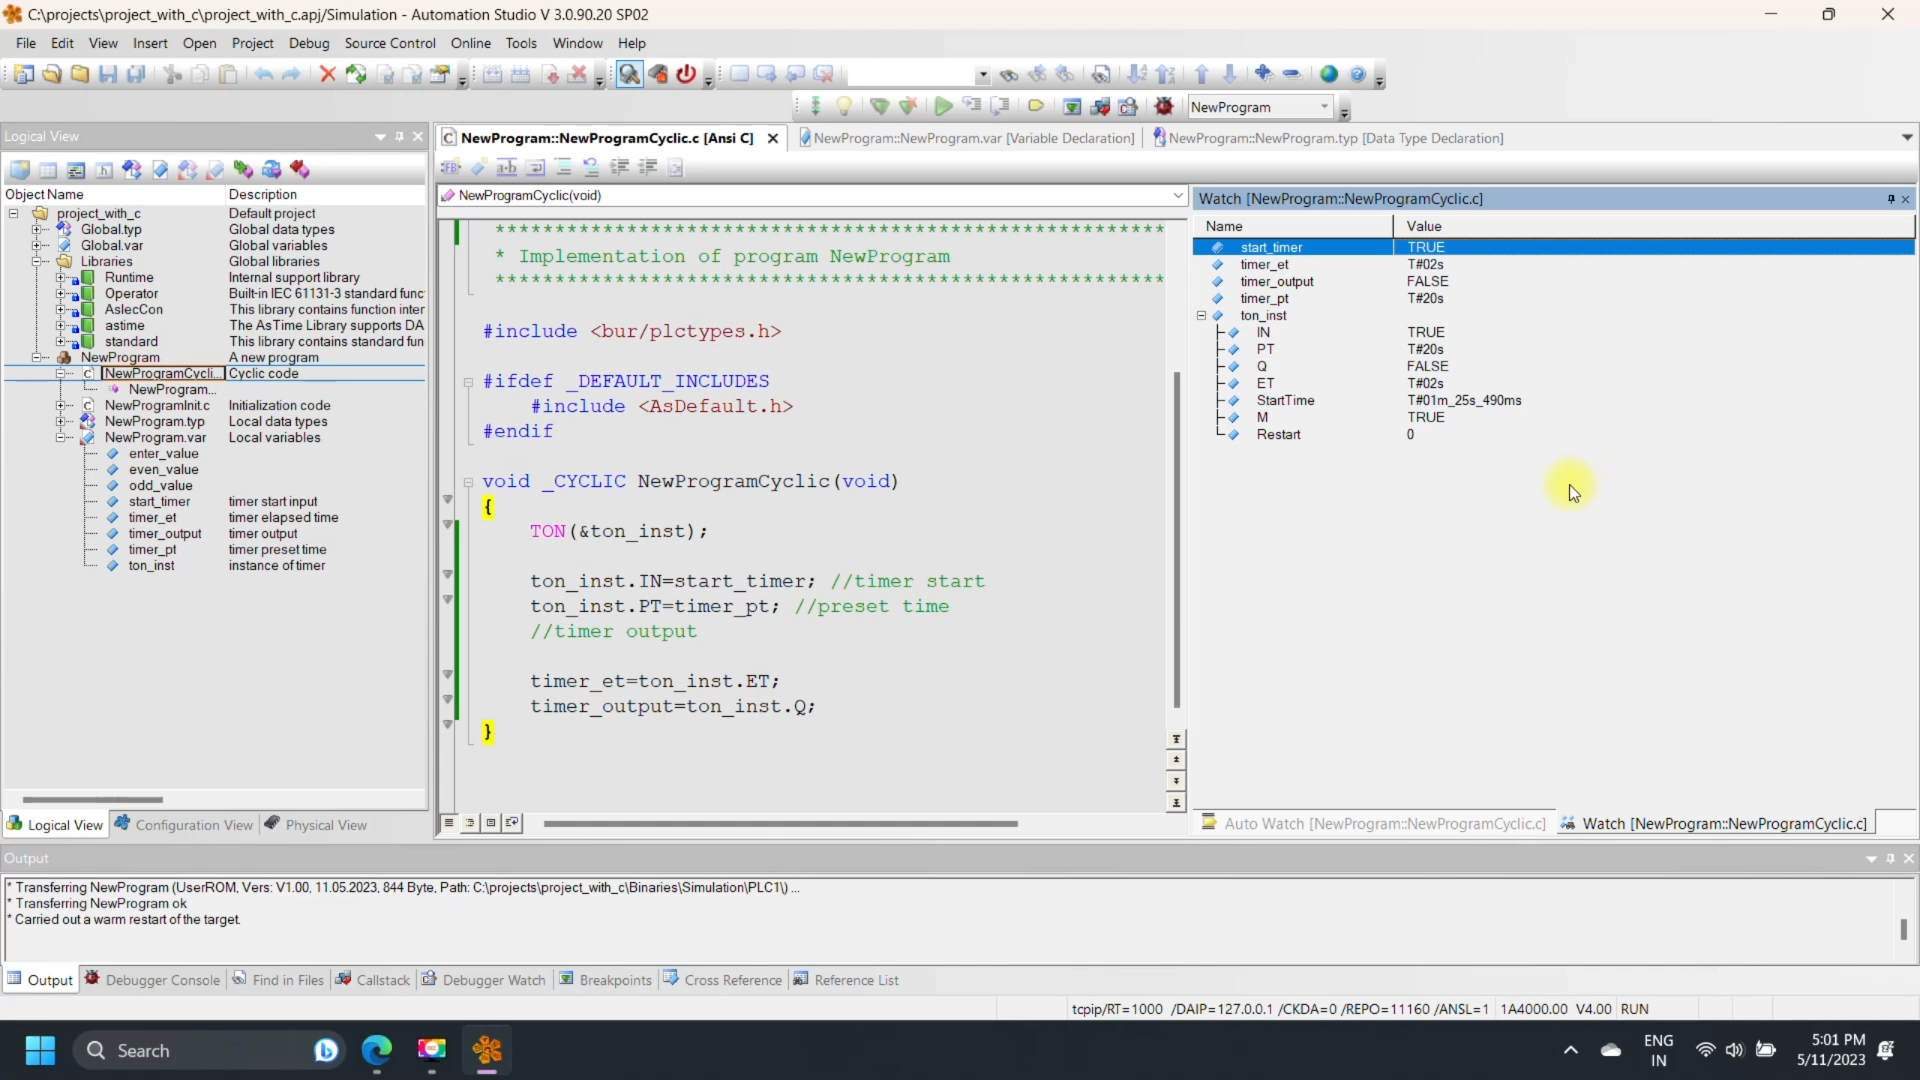 C:\projects\project_with_c\project_with_c.apj/Simulation - Automation Studio V 3.0.90.20 SP02
File Edit View Insert Open Project Debug Source Control Online Tools Window Help
NewProgram
Logical View
NewProgram::NewProgramCyclic.c [Ansi C]
NewProgram::NewProgram.var [Variable Declaration]
NewProgram::NewProgram.typ [Data Type Declaration]
Object Name Description
project_with_c Default project
Global.typ Global data types
Global.var Global variables
Libraries Global libraries
Runtime Internal support library
Operator Built-in IEC 61131-3 standard func
AslecCon This library contains function inter
astime The AsTime Library supports DA
standard This library contains standard fun
NewProgram A new program
NewProgramCycli... Cyclic code
NewProgram...
NewProgramInit.c Initialization code
NewProgram.typ Local data types
NewProgram.var Local variables
enter_value
even_value
odd_value
start_timer timer start input
timer_et timer elapsed time
timer_output timer output
timer_pt timer preset time
ton_inst instance of timer
Logical View Configuration View Physical View
NewProgramCyclic(void)
********************************************************
* Implementation of program NewProgram
********************************************************
#include <bur/plctypes.h>
#ifdef _DEFAULT_INCLUDES
#include <AsDefault.h>
#endif
void _CYCLIC NewProgramCyclic(void)
{
TON(&ton_inst);
ton_inst.IN=start_timer; //timer start
ton_inst.PT=timer_pt; //preset time
//timer output
timer_et=ton_inst.ET;
timer_output=ton_inst.Q;
}
Watch [NewProgram::NewProgramCyclic.c]
Name Value
start_timer TRUE
timer_et T#02s
timer_output FALSE
timer_pt T#20s
ton_inst
IN TRUE
PT T#20s
Q FALSE
ET T#02s
StartTime T#01m_25s_490ms
M TRUE
Restart 0
Auto Watch [NewProgram::NewProgramCyclic.c] Watch [NewProgram::NewProgramCyclic.c]
Output
* Transferring NewProgram (UserROM, Vers: V1.00, 11.05.2023, 844 Byte, Path: C:\projects\project_with_c\Binaries\Simulation\PLC1\) ...
* Transferring NewProgram ok
* Carried out a warm restart of the target.
Output Debugger Console Find in Files Callstack Debugger Watch Breakpoints Cross Reference Reference List
tcpip/RT=1000 /DAIP=127.0.0.1 /CKDA=0 /REPO=11160 /ANSL=1 1A4000.00 V4.00 RUN
Search
ENG
IN
5:01 PM
5/11/2023